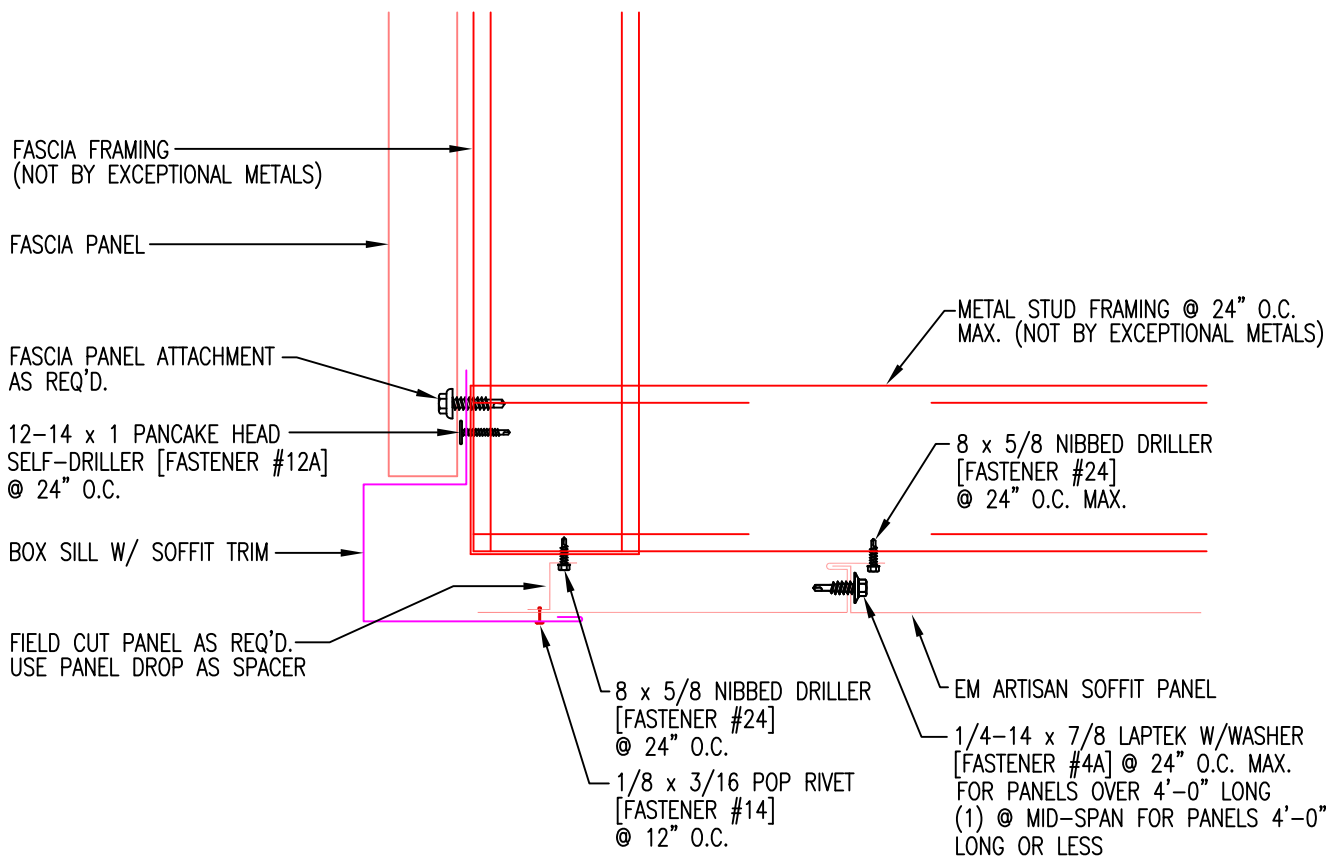 FASCIA FRAMING
(NOT BY EXCEPTIONAL METALS)
FASCIA PANEL
FASCIA PANEL ATTACHMENT
AS REQ'D.
12-14 x 1 PANCAKE HEAD
SELF-DRILLER [FASTENER #12A]
@ 24" O.C.
BOX SILL W/ SOFFIT TRIM
FIELD CUT PANEL AS REQ'D.
USE PANEL DROP AS SPACER
METAL STUD FRAMING @ 24" O.C.
MAX. (NOT BY EXCEPTIONAL METALS)
8 x 5/8 NIBBED DRILLER
[FASTENER #24]
@ 24" O.C. MAX.
8 x 5/8 NIBBED DRILLER
[FASTENER #24]
@ 24" O.C.
1/8 x 3/16 POP RIVET
[FASTENER #14]
@ 12" O.C.
EM ARTISAN SOFFIT PANEL
1/4-14 x 7/8 LAPTEK W/WASHER
[FASTENER #4A] @ 24" O.C. MAX.
FOR PANELS OVER 4'-0" LONG
(1) @ MID-SPAN FOR PANELS 4'-0"
LONG OR LESS